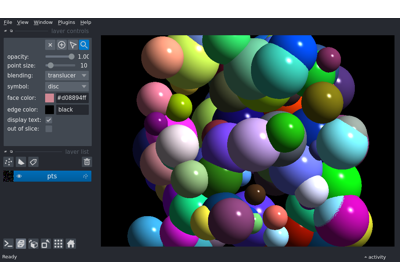 File View Window Plugins Help
layer controls
opacity: 1.00
point size: 10
blending: translucer
symbol: disc
face color: #d08894ff
edge color: black
display text:
out of slice:
layer list
pts
Ready
activity